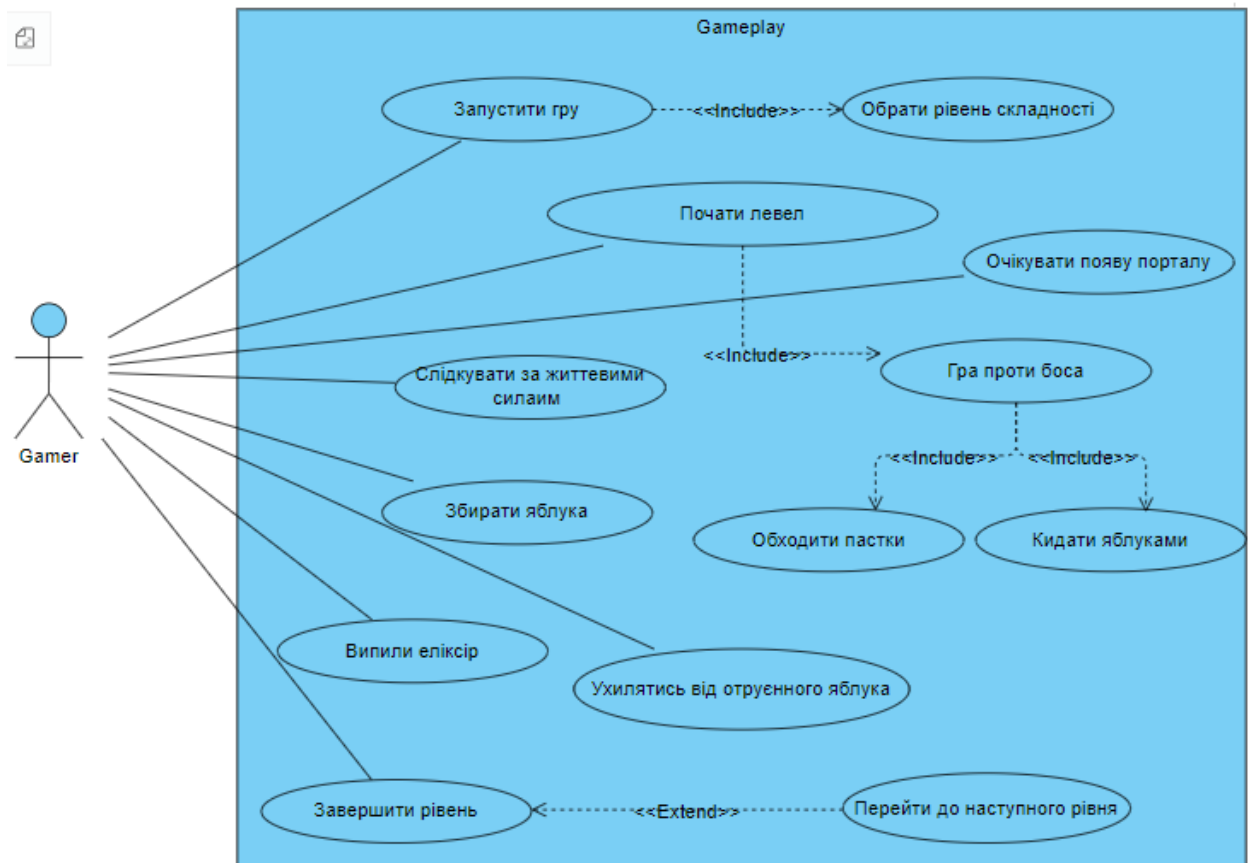 Gameplay
Запустити гру
<<Include>>
Обрати рівень складності
Почати левел
Очікувати появу порталу
<<Include>>
Гра проти боса
Слідкувати за життевими
силаим
Gamer
<<Include>>
<<Include>>
Збирати яблука
Обходити пастки
Кидати яблуками
Випили еліксір
Ухилятись від отруєнного яблука
Завершити рівень
<<Extend>>
Перейти до наступного рівня